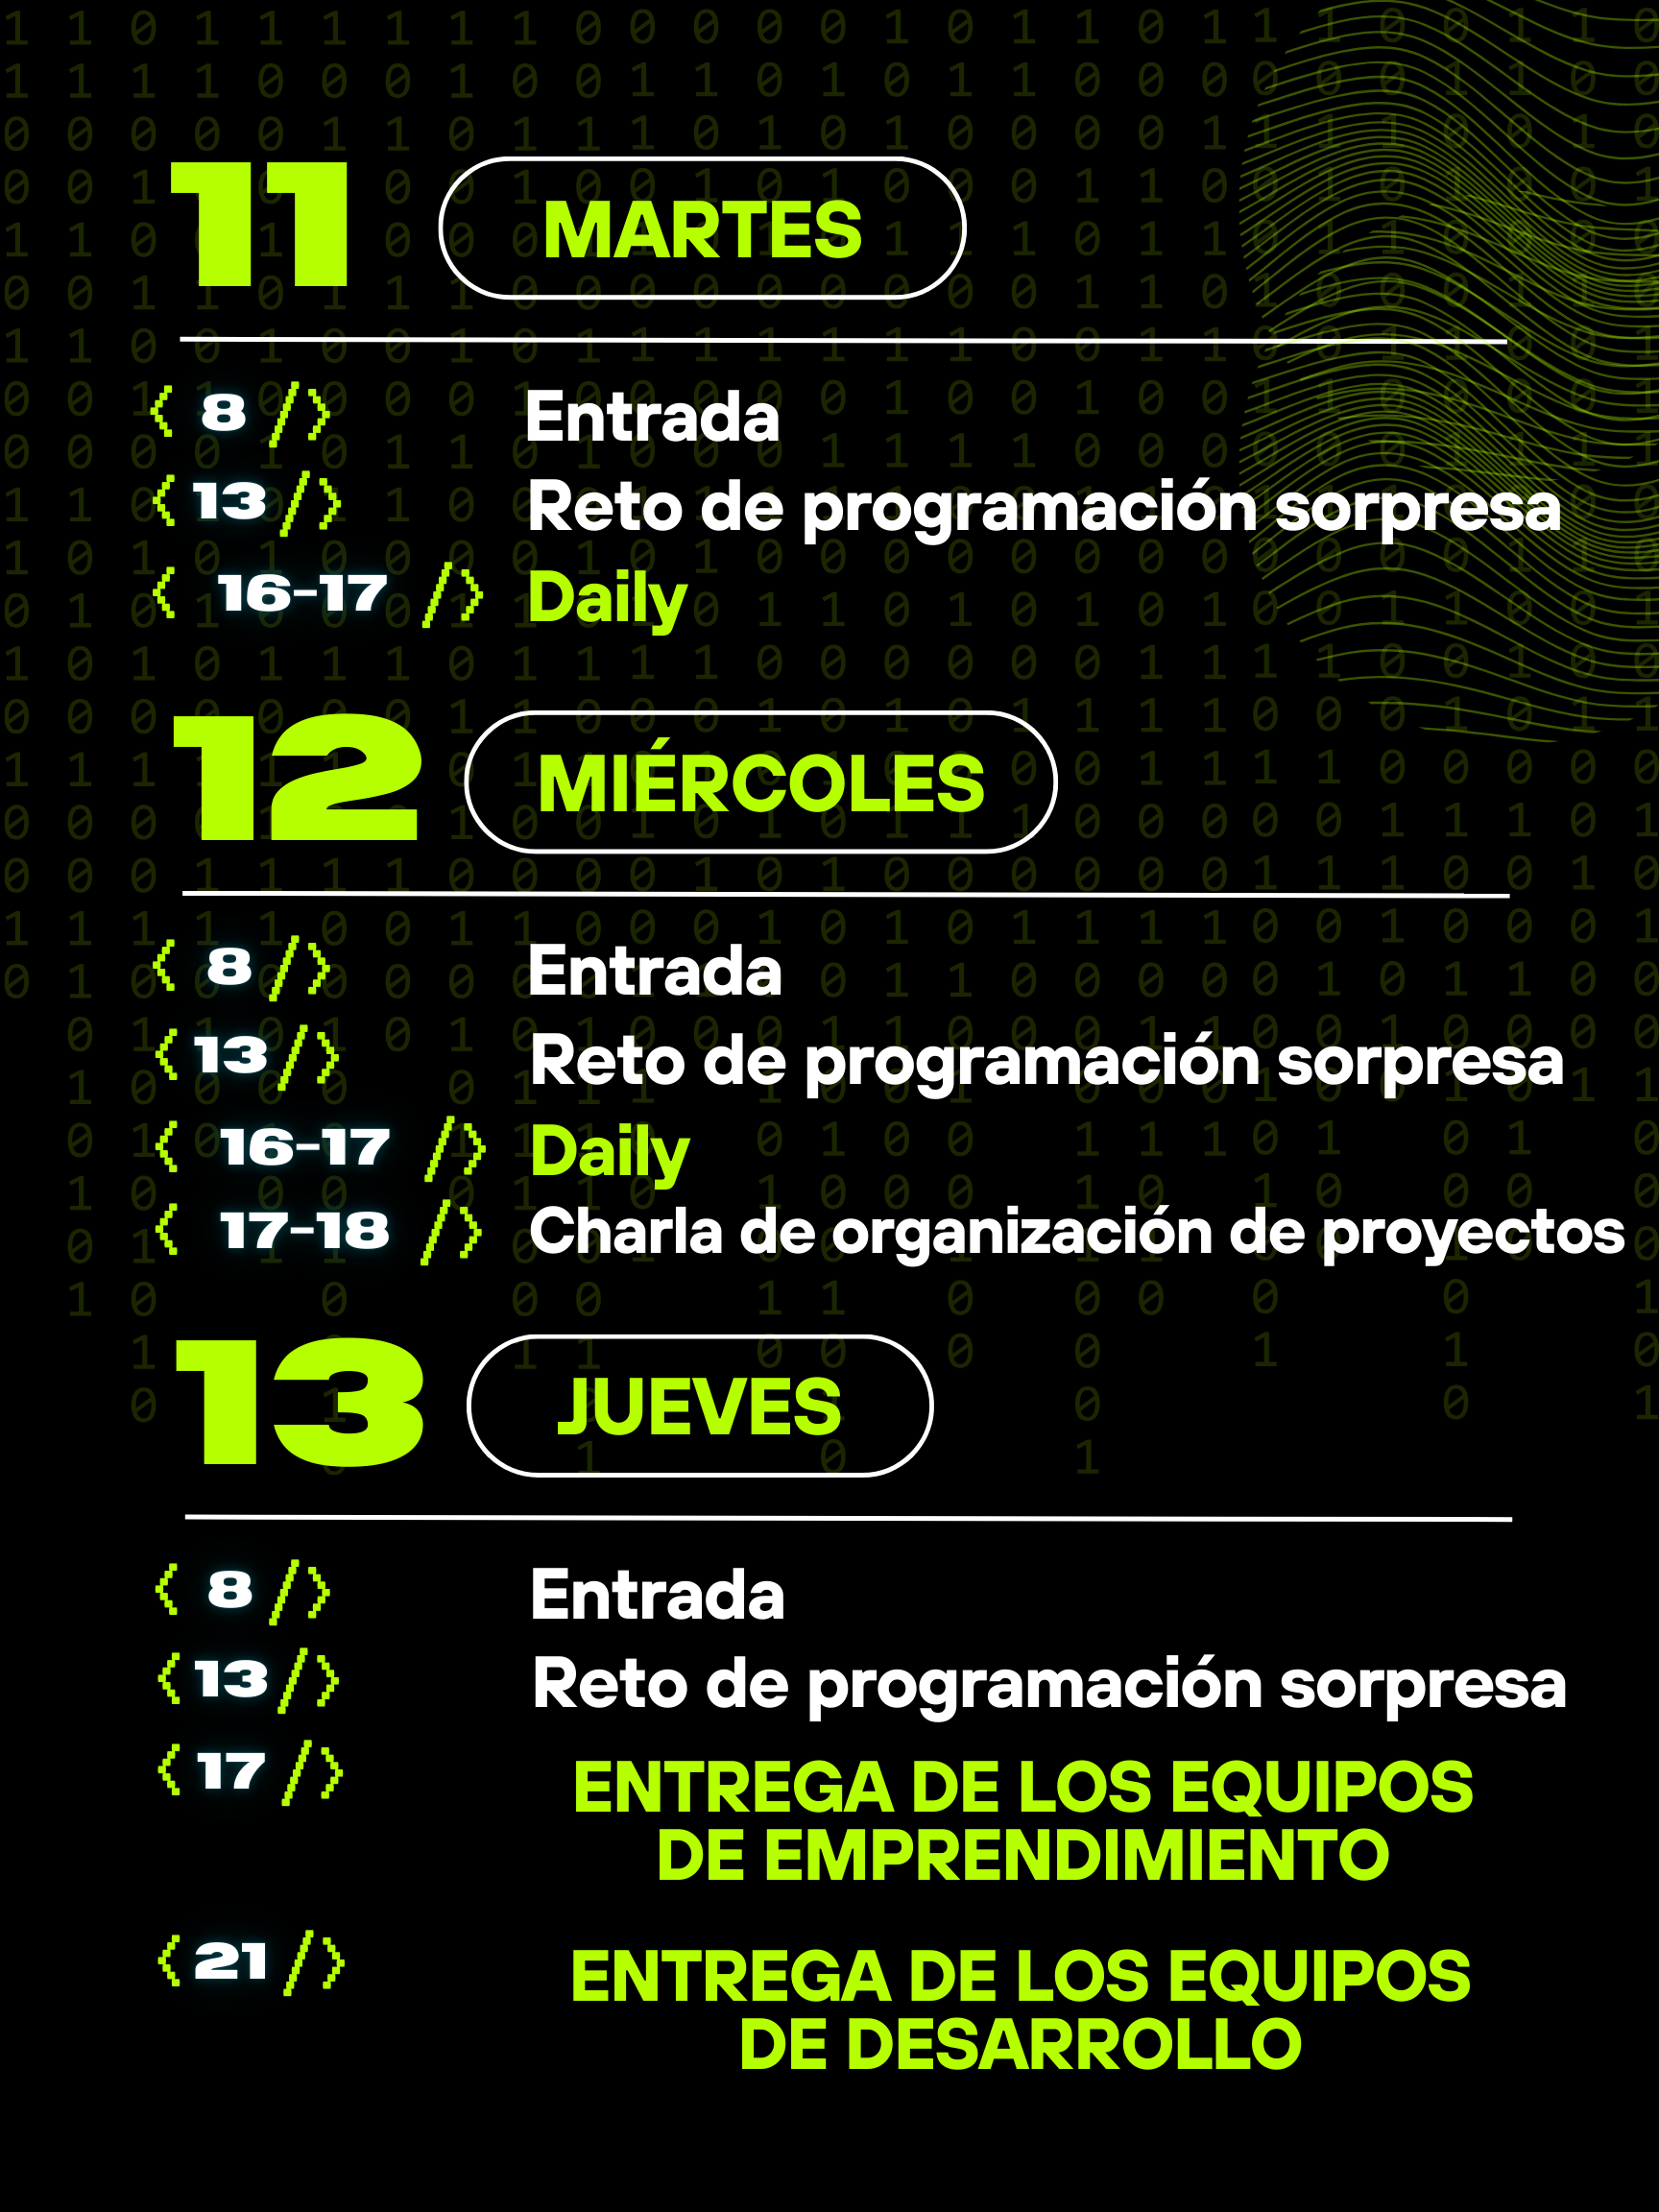 11 MARTES
< 8 /> Entrada
< 13 /> Reto de programación sorpresa
< 16-17 /> Daily
12 MIÉRCOLES
< 8 /> Entrada
< 13 /> Reto de programación sorpresa
< 16-17 /> Daily
< 17-18 /> Charla de organización de proyectos
13 JUEVES
< 8 /> Entrada
< 13 /> Reto de programación sorpresa
< 17 /> ENTREGA DE LOS EQUIPOS
DE EMPRENDIMIENTO
< 21 /> ENTREGA DE LOS EQUIPOS
DE DESARROLLO